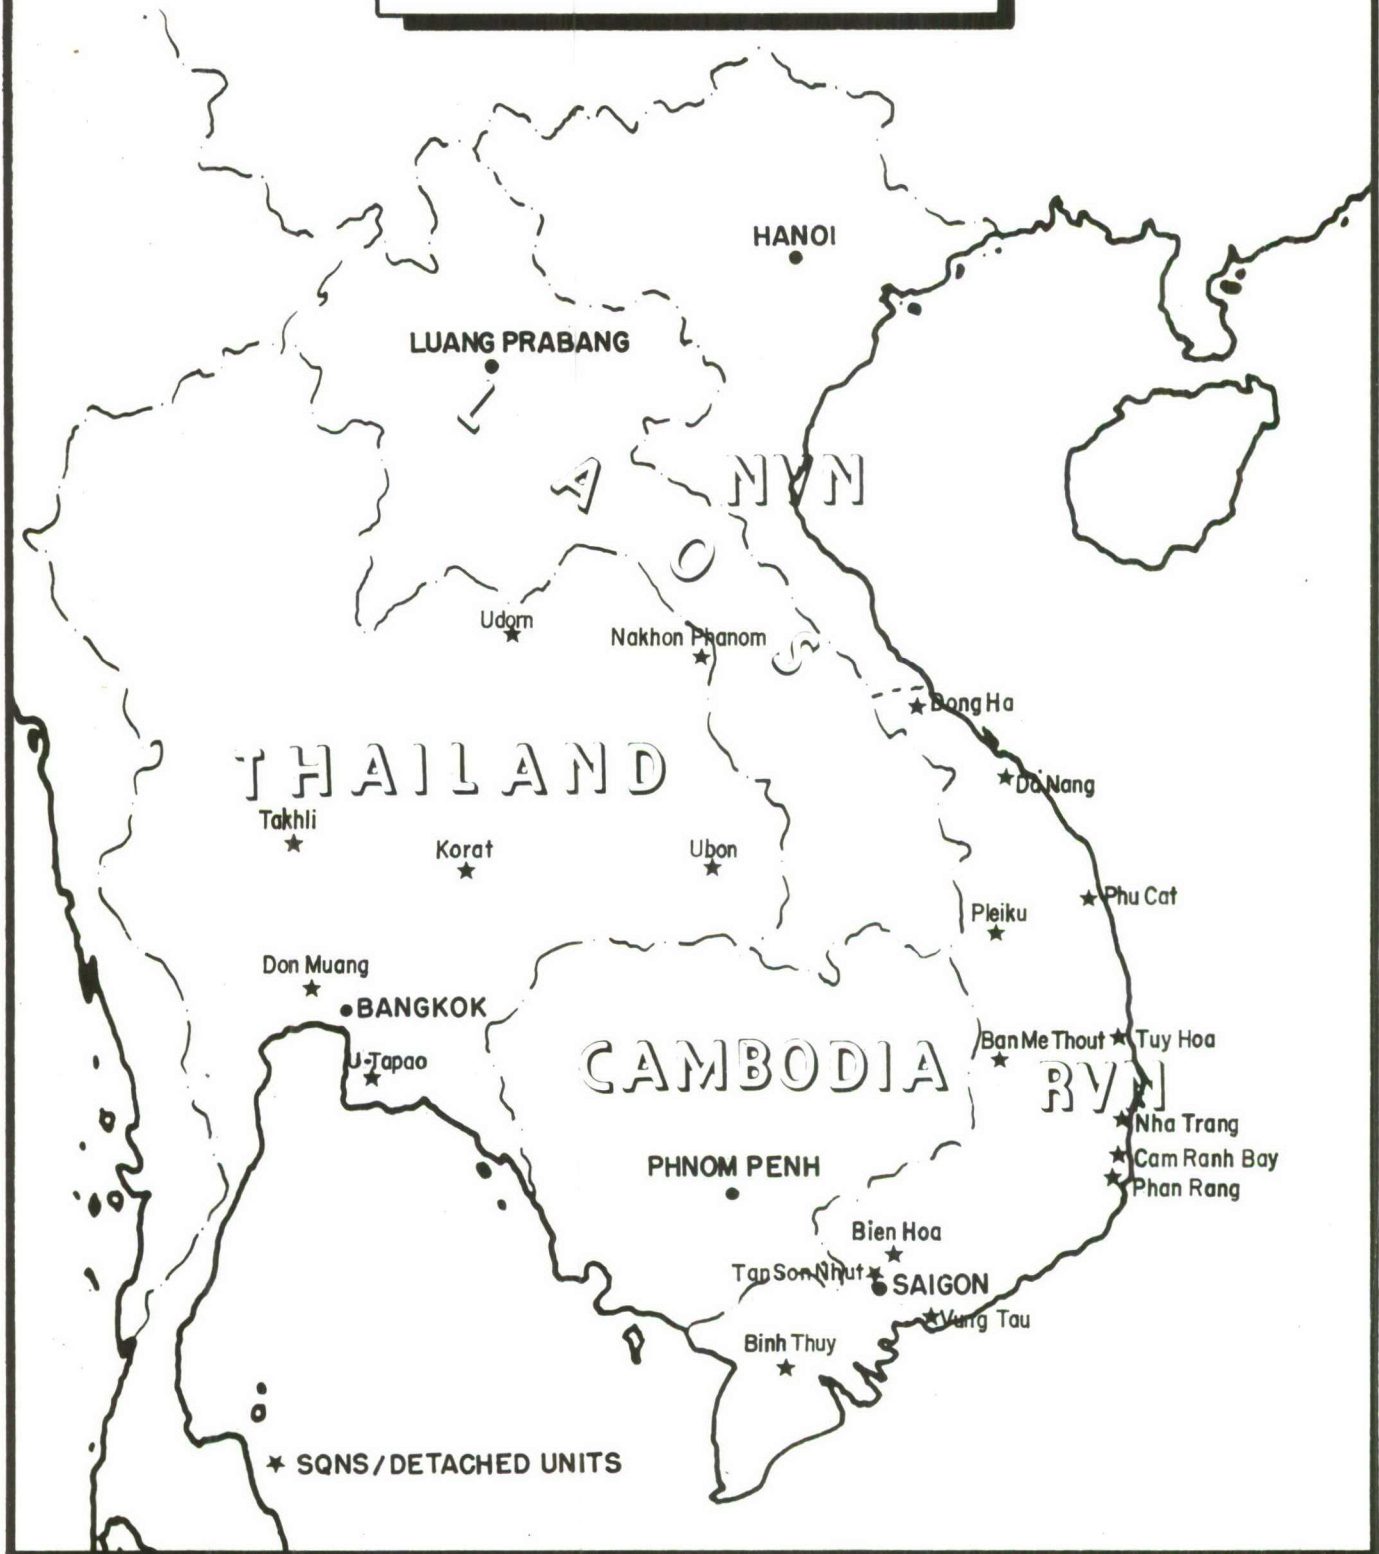 HANOI
LUANG PRABANG
L
A
NVN
O
Udorn
Nakhon Phanom
S
Dong Ha
THAILAND
Da Nang
Takhli
Korat
Ubon
Phu Cat
Pleiku
Don Muang
BANGKOK
Ban Me Thout
Tuy Hoa
U-Tapao
CAMBODIA
RVN
Nha Trang
Cam Ranh Bay
PHNOM PENH
Phan Rang
Bien Hoa
Tan Son Nhut
SAIGON
Vung Tau
Binh Thuy
SQNS/DETACHED UNITS